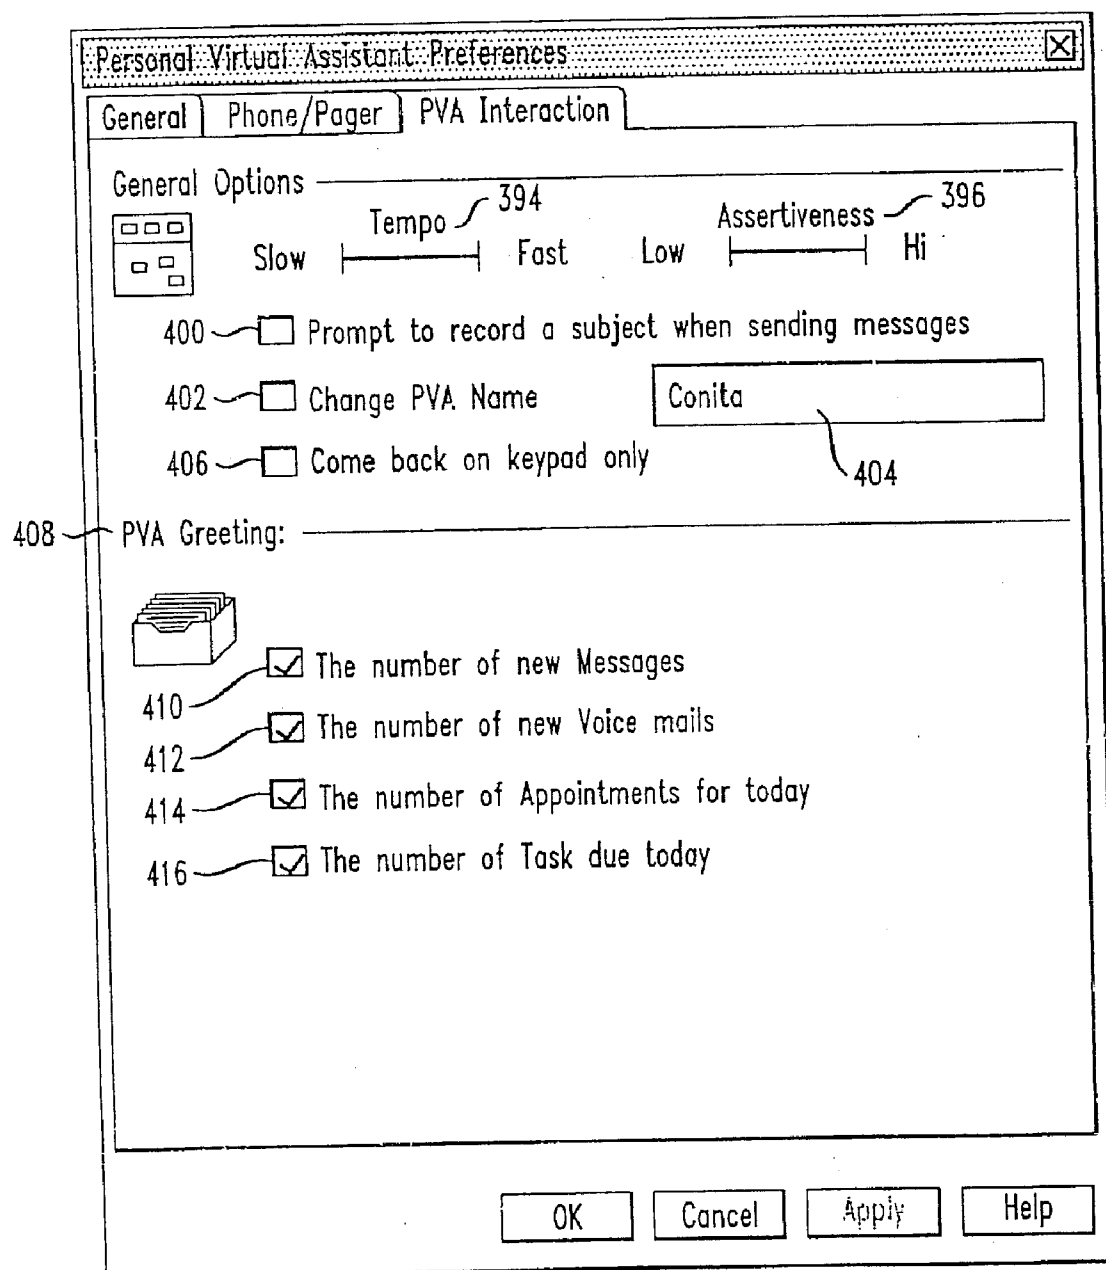 Personal Virtual Assistant Preferences
General Phone/Pager PVA Interaction
General Options
Tempo 394 Assertiveness 396
Slow Fast Low Hi
400 Prompt to record a subject when sending messages
402 Change PVA Name Conita
404
406 Come back on keypad only
408 PVA Greeting:
410 The number of new Messages
412 The number of new Voice mails
414 The number of Appointments for today
416 The number of Task due today
OK Cancel Apply Help